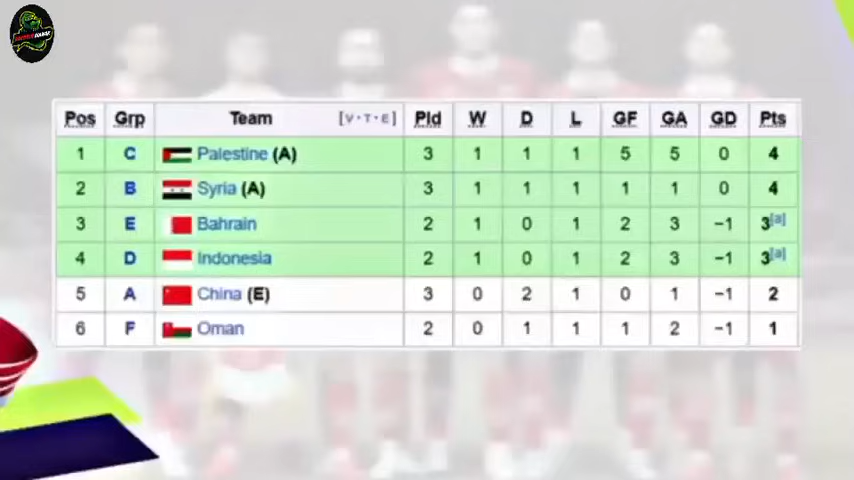 Pos Grp Team [V·T·E] Pld W D L GF GA GD Pts
1 C Palestine (A) 3 1 1 1 5 5 0 4
2 B Syria (A) 3 1 1 1 1 1 0 4
3 E Bahrain 2 1 0 1 2 3 −1 3[a]
4 D Indonesia 2 1 0 1 2 3 −1 3[a]
5 A China (E) 3 0 2 1 0 1 −1 2
6 F Oman 2 0 1 1 1 2 −1 1